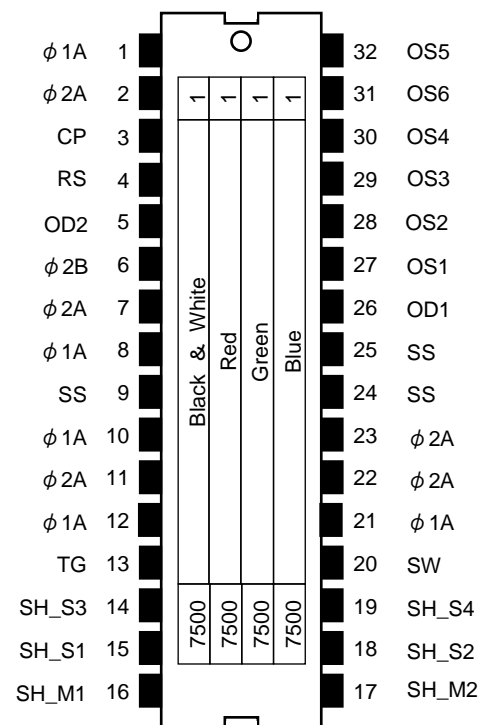 φ1A 1 32 OS5
φ2A 2 31 OS6
CP 3 30 OS4
RS 4 29 OS3
OD2 5 28 OS2
φ2B 6 27 OS1
φ2A 7 26 OD1
φ1A 8 25 SS
SS 9 24 SS
φ1A 10 23 φ2A
φ2A 11 22 φ2A
φ1A 12 21 φ1A
TG 13 20 SW
SH_S3 14 19 SH_S4
SH_S1 15 18 SH_S2
SH_M1 16 17 SH_M2
1 1 1 1
Black & White
Red
Green
Blue
7500 7500 7500 7500